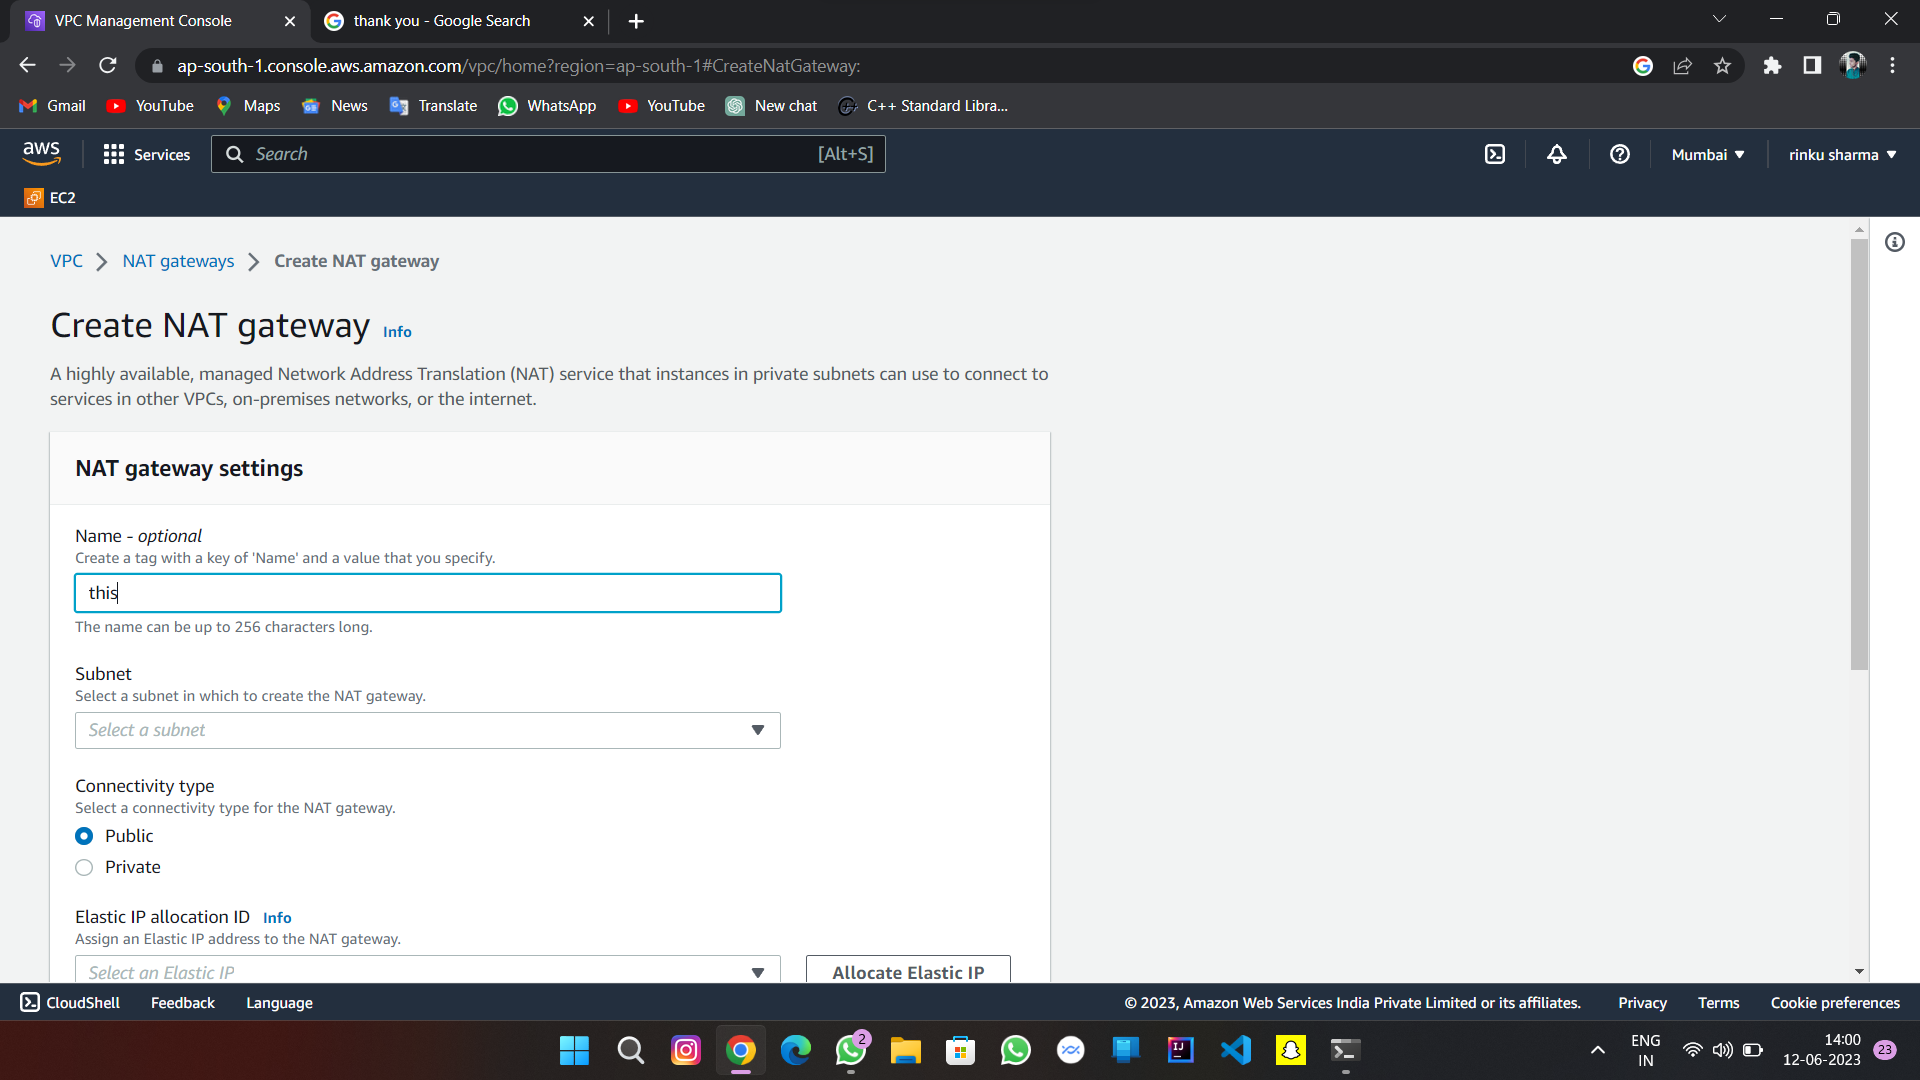 VPC Management Console
thank you - Google Search
ap-south-1.console.aws.amazon.com/vpc/home?region=ap-south-1#CreateNatGateway:
Gmail YouTube Maps News Translate WhatsApp YouTube New chat C++ Standard Libra...
aws Services Search [Alt+S] Mumbai rinku sharma
EC2
VPC NAT gateways Create NAT gateway
Create NAT gateway Info
A highly available, managed Network Address Translation (NAT) service that instances in private subnets can use to connect to
services in other VPCs, on-premises networks, or the internet.
NAT gateway settings
Name - optional
Create a tag with a key of 'Name' and a value that you specify.
this
The name can be up to 256 characters long.
Subnet
Select a subnet in which to create the NAT gateway.
Select a subnet
Connectivity type
Select a connectivity type for the NAT gateway.
Public
Private
Elastic IP allocation ID Info
Assign an Elastic IP address to the NAT gateway.
Select an Elastic IP Allocate Elastic IP
CloudShell Feedback Language © 2023, Amazon Web Services India Private Limited or its affiliates. Privacy Terms Cookie preferences
2
IJ
ENG
IN
14:00
12-06-2023
23